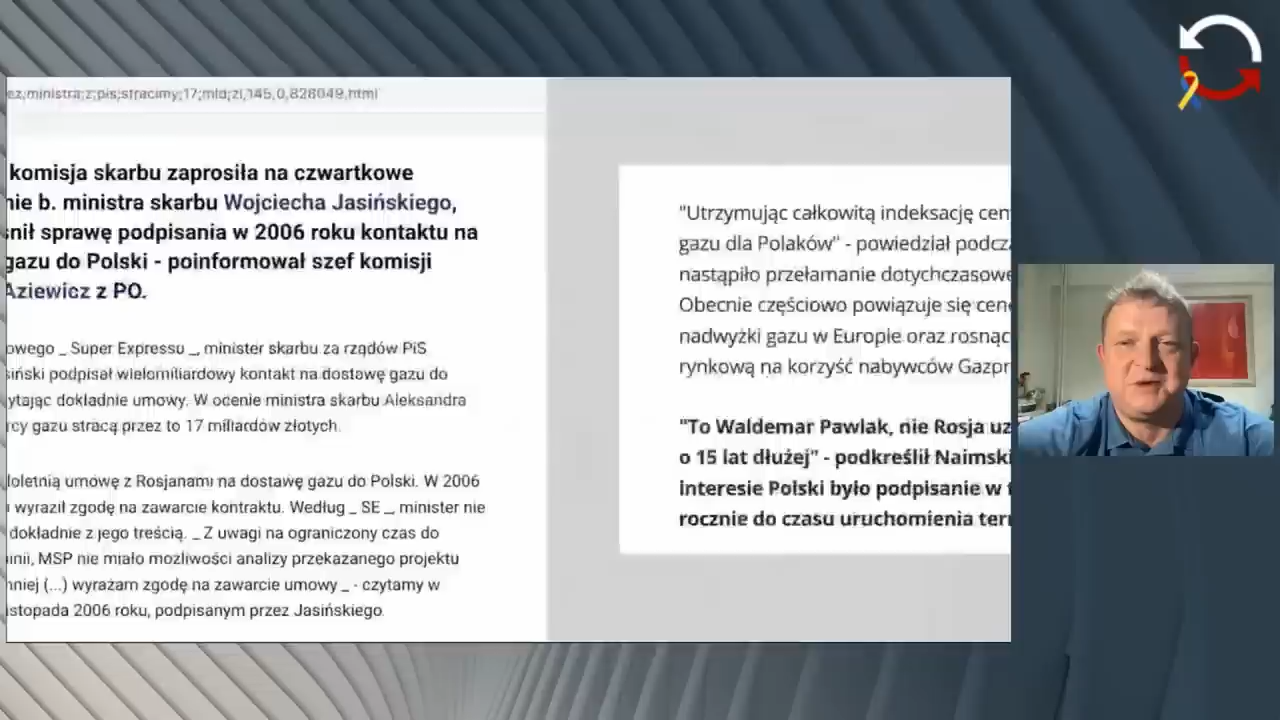 ez,ministra;z;pis;stracimy;17;mld;zl,145,0,828049.html
komisja skarbu zaprosiła na czwartkowe
nie b. ministra skarbu Wojciecha Jasińskiego,
śnił sprawę podpisania w 2006 roku kontaktu na
gazu do Polski - poinformował szef komisji
Aziewicz z PO.
owego _ Super Expressu _, minister skarbu za rządów PiS
siński podpisał wielomiliardowy kontakt na dostawę gazu do
ytając dokładnie umowy. W ocenie ministra skarbu Aleksandra
rcy gazu stracą przez to 17 miliardów złotych.
loletnią umowę z Rosjanami na dostawę gazu do Polski. W 2006
i wyraził zgodę na zawarcie kontraktu. Według _ SE _, minister nie
dokładnie z jego treścią. _ Z uwagi na ograniczony czas do
inii, MSP nie miało możliwości analizy przekazanego projektu
mniej (...) wyrażam zgodę na zawarcie umowy _ - czytamy w
istopada 2006 roku, podpisanym przez Jasińskiego.
"Utrzymując całkowitą indeksację cen
gazu dla Polaków" - powiedział podcza
nastąpiło przełamanie dotychczasowe
Obecnie częściowo powiązuje się cen
nadwyżki gazu w Europie oraz rosnąc
rynkową na korzyść nabywców Gazpr
"To Waldemar Pawlak, nie Rosja uz
o 15 lat dłużej" - podkreślił Naimski
interesie Polski było podpisanie w
rocznie do czasu uruchomienia ter